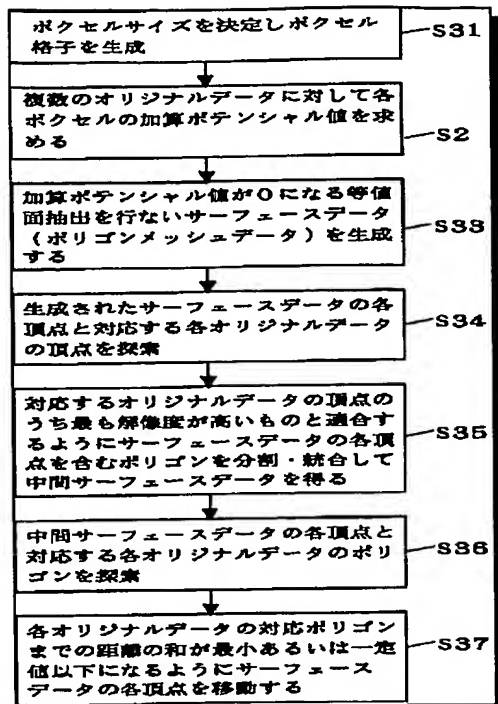 ボクセルサイズを決定しボクセル
格子を生成
S31
複数のオリジナルデータに対して各
ボクセルの加算ポテンシャル値を求
める
S2
加算ポテンシャル値が0になる等値
面抽出を行ないサーフェースデータ
(ポリゴンメッシュデータ)を生成
する
S33
生成されたサーフェースデータの各
頂点と対応する各オリジナルデータ
の頂点を探索
S34
対応するオリジナルデータの頂点の
うち最も解像度が高いものと適合す
るようにサーフェースデータの各頂
点を含むポリゴンを分割・統合して
中間サーフェースデータを得る
S35
中間サーフェースデータの各頂点と
対応する各オリジナルデータのポリ
ゴンを探索
S36
各オリジナルデータの対応ポリゴン
までの距離の和が最小あるいは一定
値以下になるようにサーフェース
データの各頂点を移動する
S37